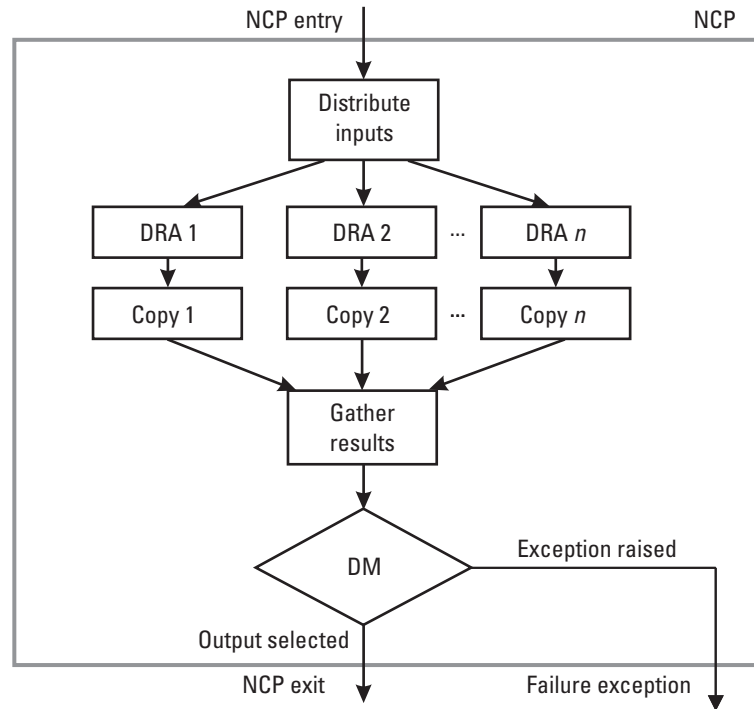 NCP entry
NCP
Distribute
inputs
DRA 1
DRA 2
...
DRA n
Copy 1
Copy 2
...
Copy n
Gather
results
DM
Exception raised
Output selected
NCP exit
Failure exception